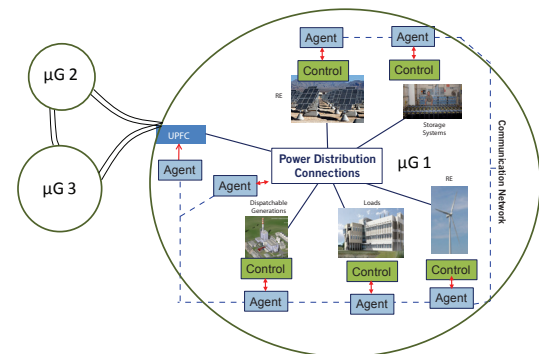 Agent
Agent
Control
Control
RE
Storage
Systems
µG 2
µG 3
UPFC
Agent
Power Distribution
Connections
µG 1
Agent
RE
Communication Network
Dispatchable
Generations
Loads
Control
Control
Control
Agent
Agent
Agent